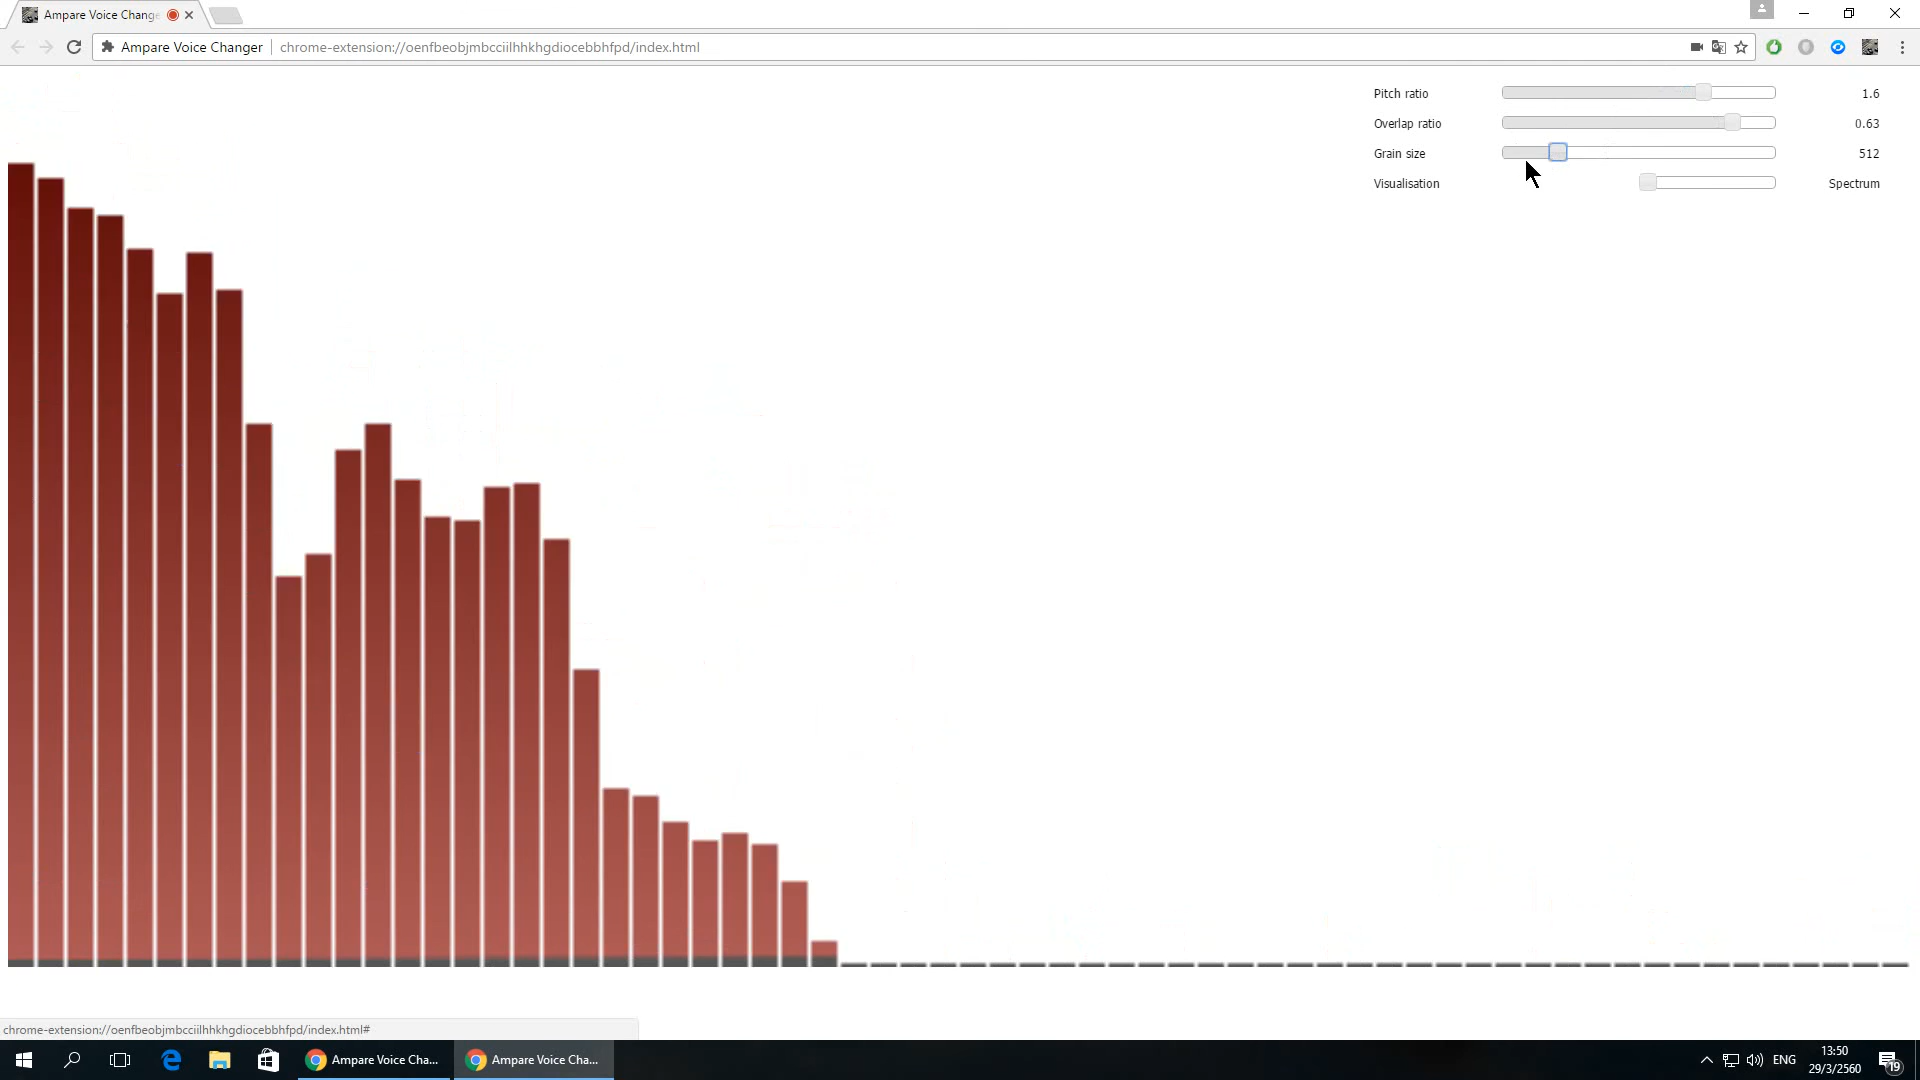 Ampare Voice Change
Ampare Voice Changer
chrome-extension://oenfbeobjmbcciilhhkhgdiocebbhfpd/index.html
Pitch ratio 1.6
Overlap ratio 0.63
Grain size 512
Visualisation Spectrum
chrome-extension://oenfbeobjmbcciilhhkhgdiocebbhfpd/index.html#
Ampare Voice Cha...
Ampare Voice Cha...
ENG
13:50
29/3/2560
19